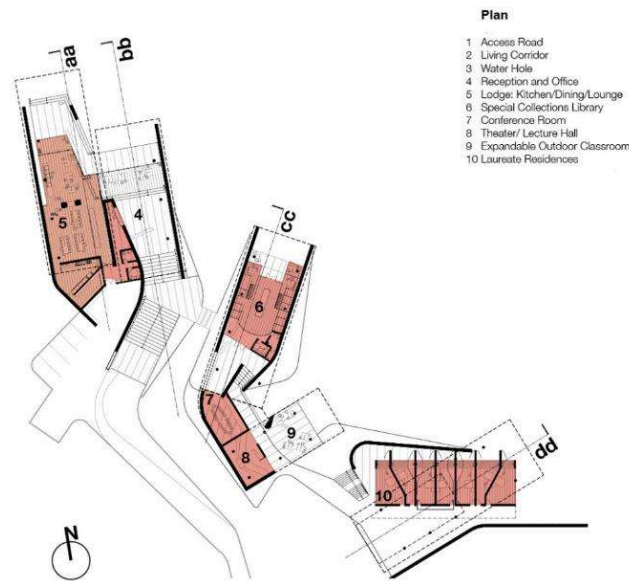 Plan
1 Access Road
2 Living Corridor
3 Water Hole
4 Reception and Office
5 Lodge: Kitchen/Dining/Lounge
6 Special Collections Library
7 Conference Room
8 Theater/ Lecture Hall
9 Expandable Outdoor Classroom
10 Laureate Residences
aa
bb
5
4
cc
6
7
9
8
dd
10
N